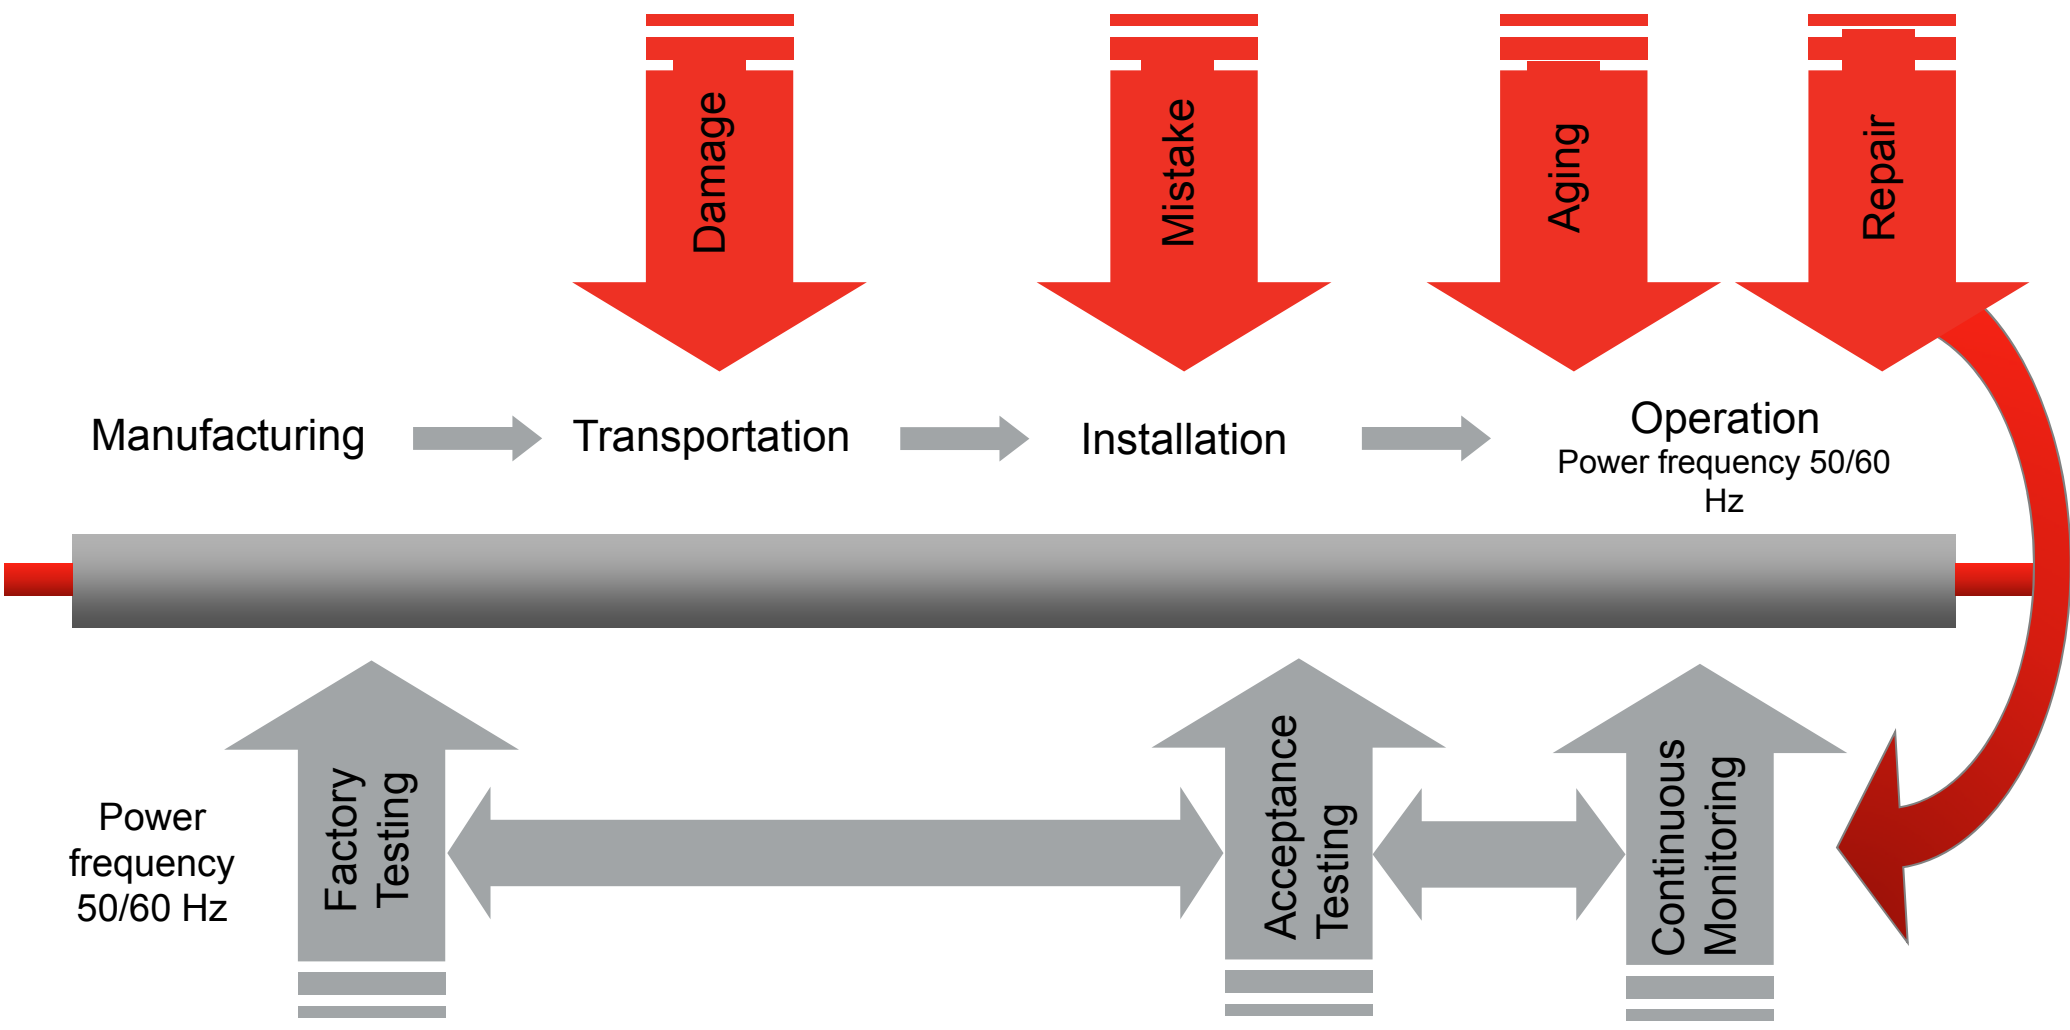 Damage
Mistake
Aging
Repair
Manufacturing
Transportation
Installation
Operation
Power frequency 50/60
Hz
Power
frequency
50/60 Hz
Factory
Testing
Acceptance
Testing
Continuous
Monitoring